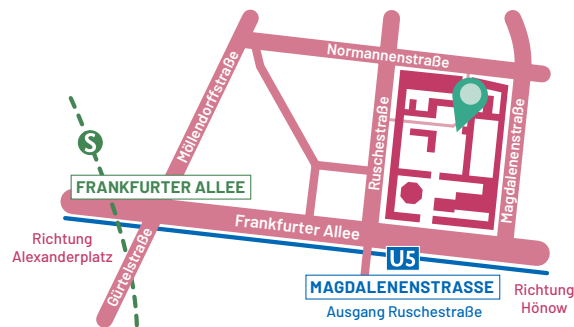 Normannenstraße
Möllendorffstraße
Ruschestraße
Magdalenenstraße
S
FRANKFURTER ALLEE
Frankfurter Allee
Richtung
Alexanderplatz
Gürtelstraße
U5
MAGDALENENSTRASSE
Ausgang Ruschestraße
Richtung
Hönow